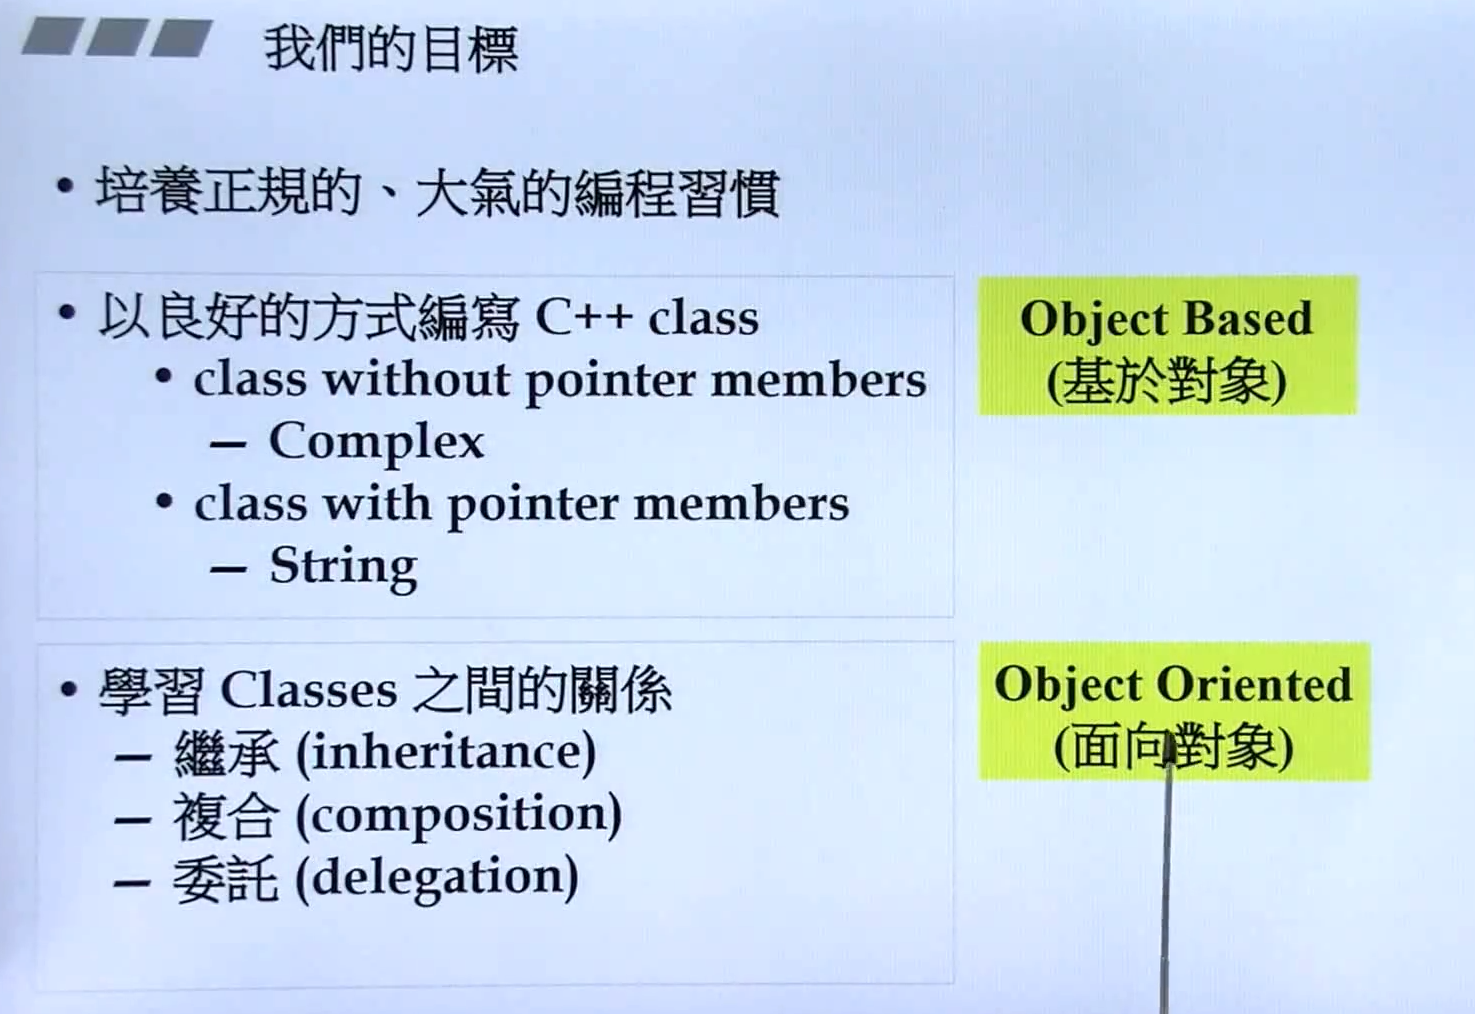 我們的目標
• 培養正規的、大氣的編程習慣
• 以良好的方式編寫 C++ class
• class without pointer members
— Complex
• class with pointer members
— String
Object Based
(基於對象)
• 學習 Classes 之間的關係
— 繼承 (inheritance)
— 複合 (composition)
— 委託 (delegation)
Object Oriented
(面向對象)